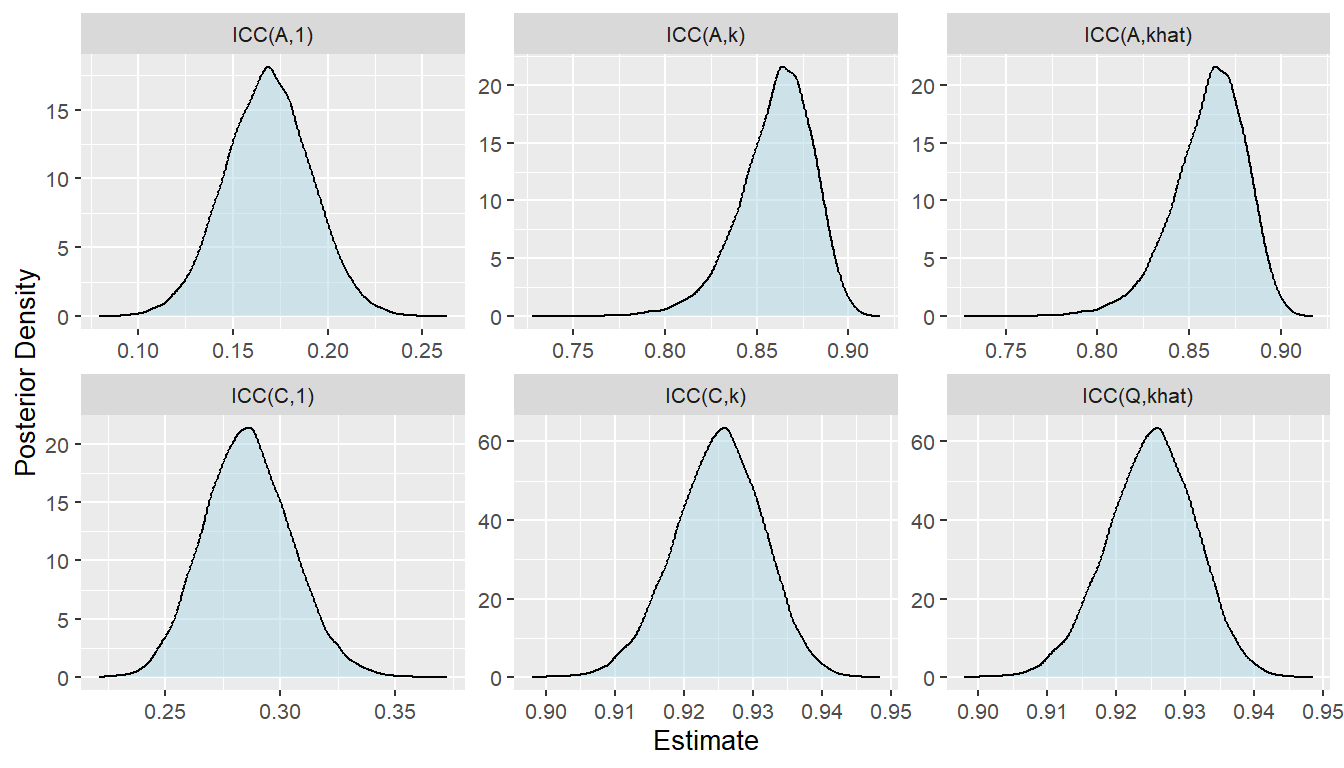 ICC(A,1) ICC(A,k) ICC(A,khat)
15 20 20
10 15 15
5 10 10
0 5 5
0 0
0.10 0.15 0.20 0.25 0.75 0.80 0.85 0.90 0.75 0.80 0.85 0.90
Posterior Density
ICC(C,1) ICC(C,k) ICC(Q,khat)
20 60 60
15 40 40
10 20 20
5 0 0
0
0.25 0.30 0.35 0.90 0.91 0.92 0.93 0.94 0.95 0.90 0.91 0.92 0.93 0.94 0.95
Estimate